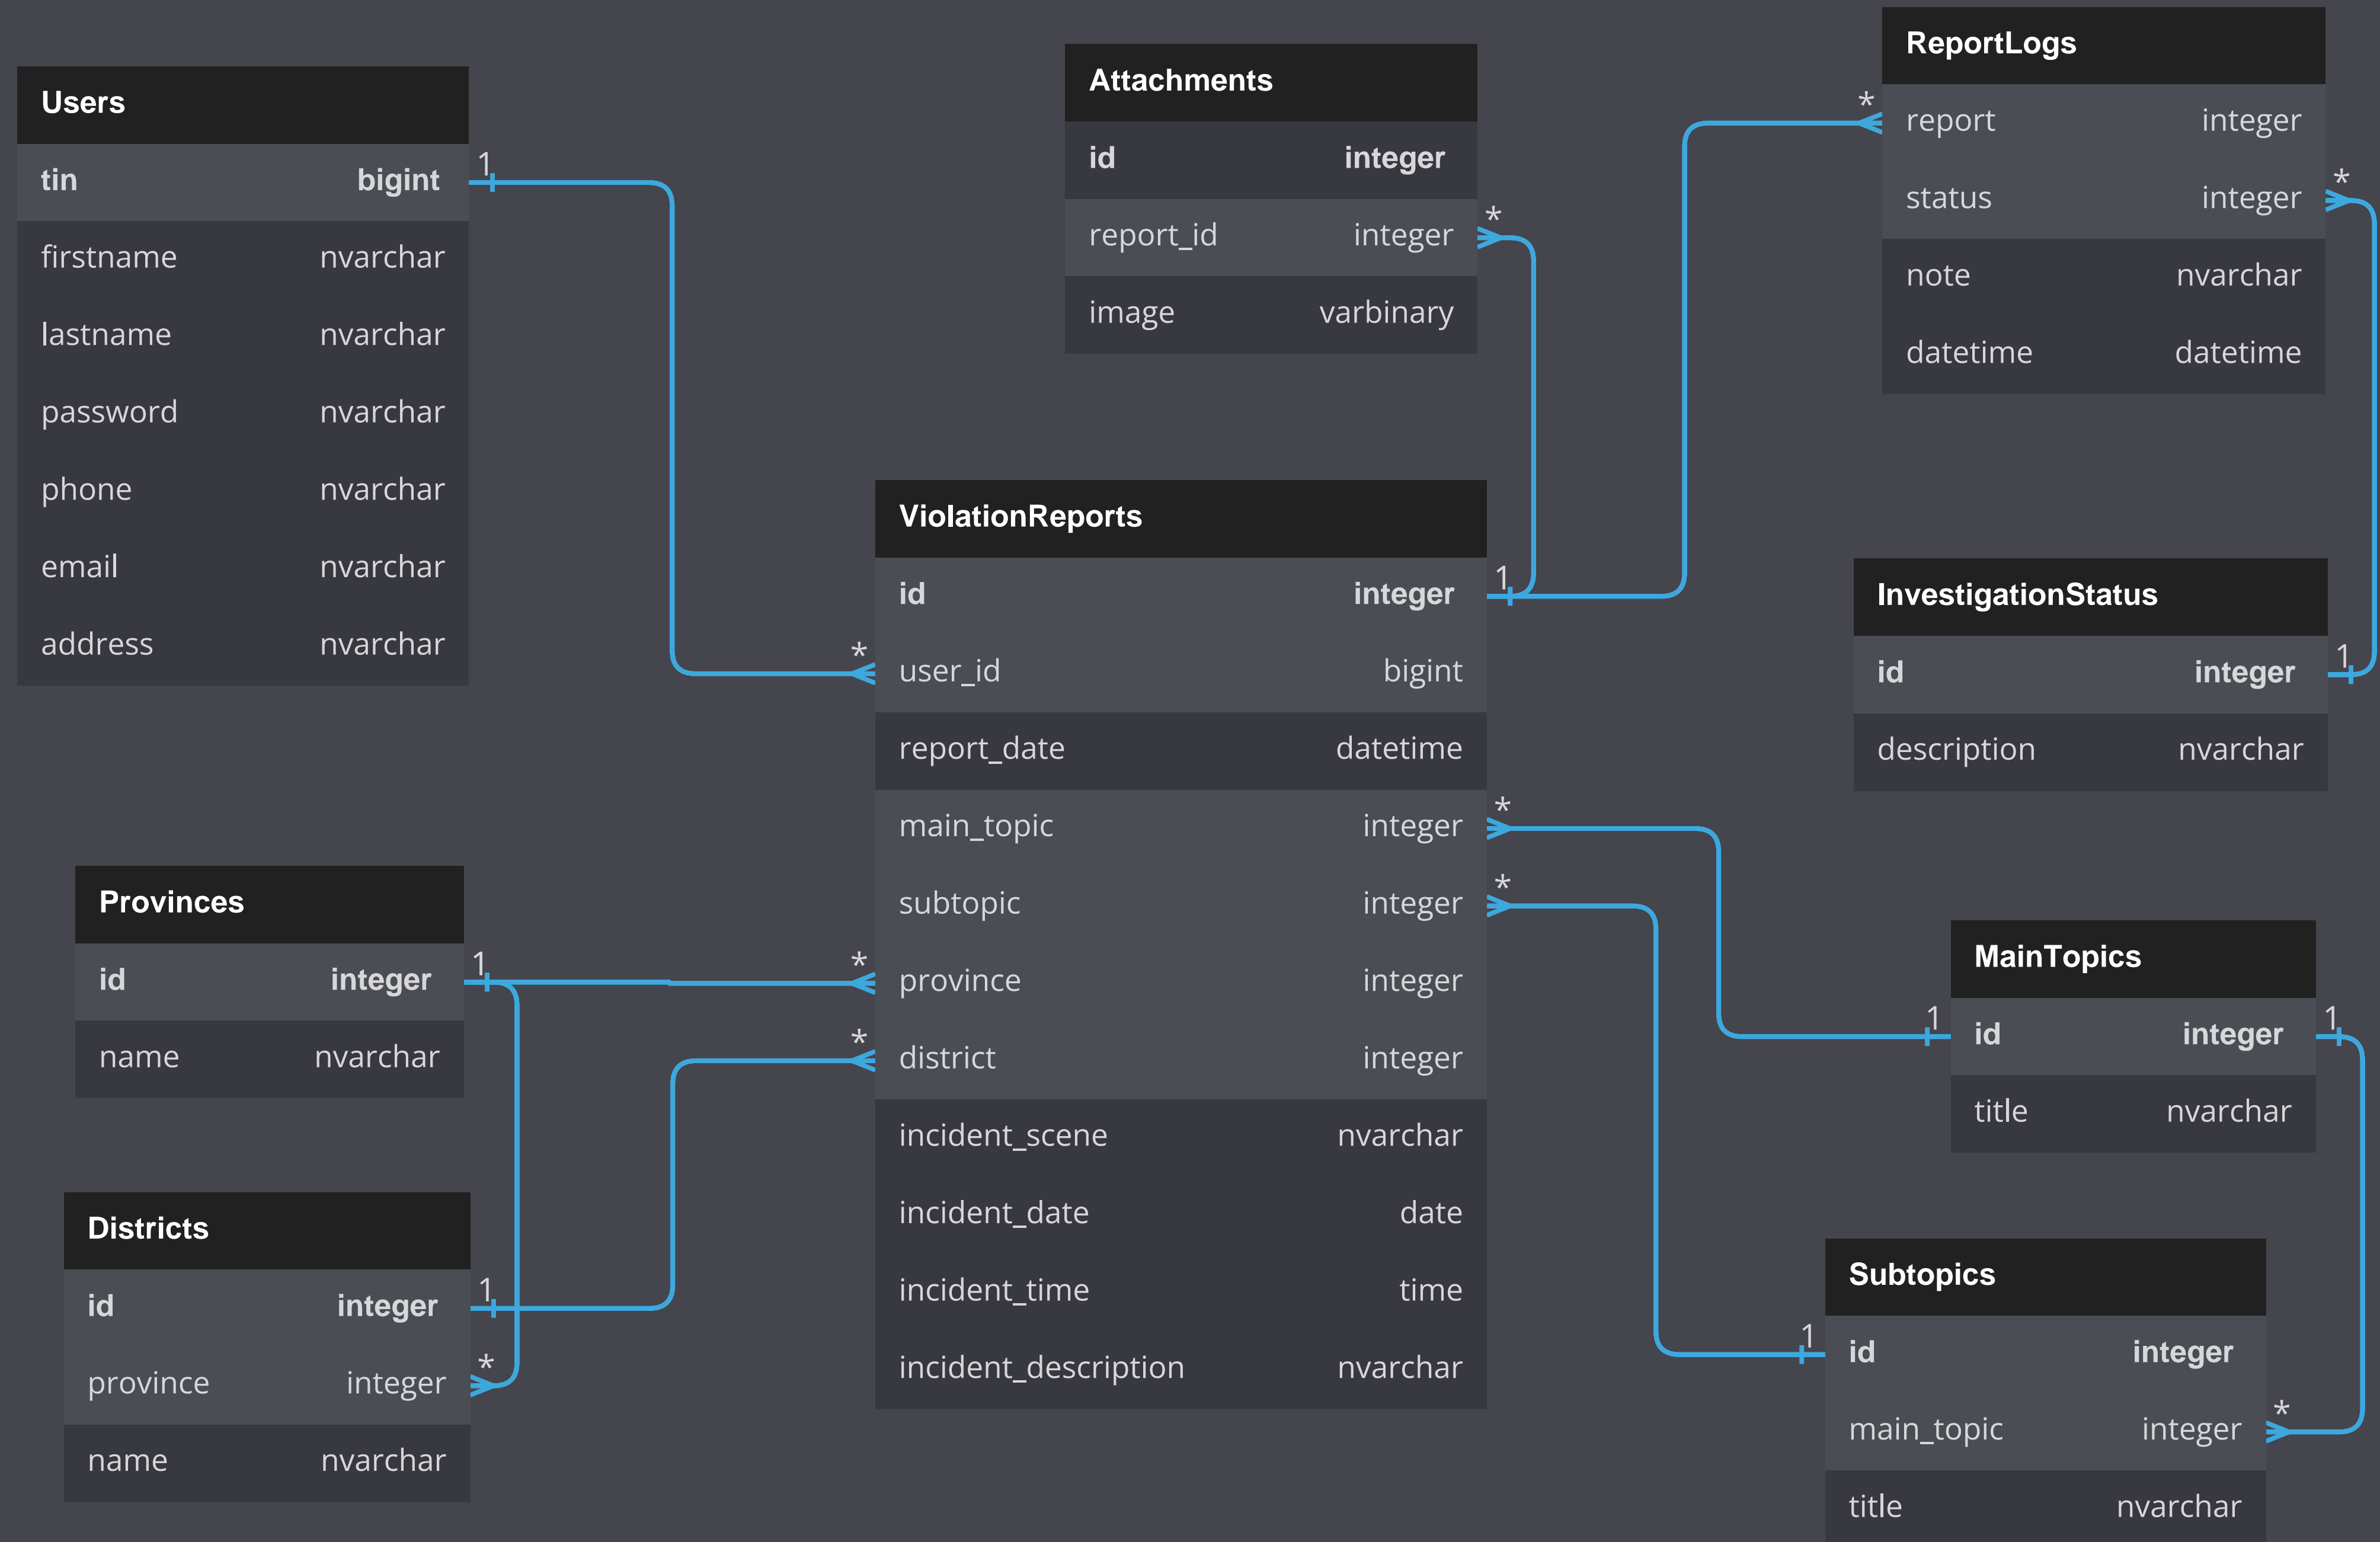 Users
tin bigint
firstname nvarchar
lastname nvarchar
password nvarchar
phone nvarchar
email nvarchar
address nvarchar
1
Attachments
id integer
report_id integer
image varbinary
*
ReportLogs
report integer
status integer
note nvarchar
datetime datetime
*
*
ViolationReports
id integer
user_id bigint
report_date datetime
main_topic integer
subtopic integer
province integer
district integer
incident_scene nvarchar
incident_date date
incident_time time
incident_description nvarchar
1
*
*
*
*
*
InvestigationStatus
id integer
description nvarchar
1
Provinces
id integer
name nvarchar
1
MainTopics
id integer
title nvarchar
1
1
Districts
id integer
province integer
name nvarchar
1
*
Subtopics
id integer
main_topic integer
title nvarchar
1
*